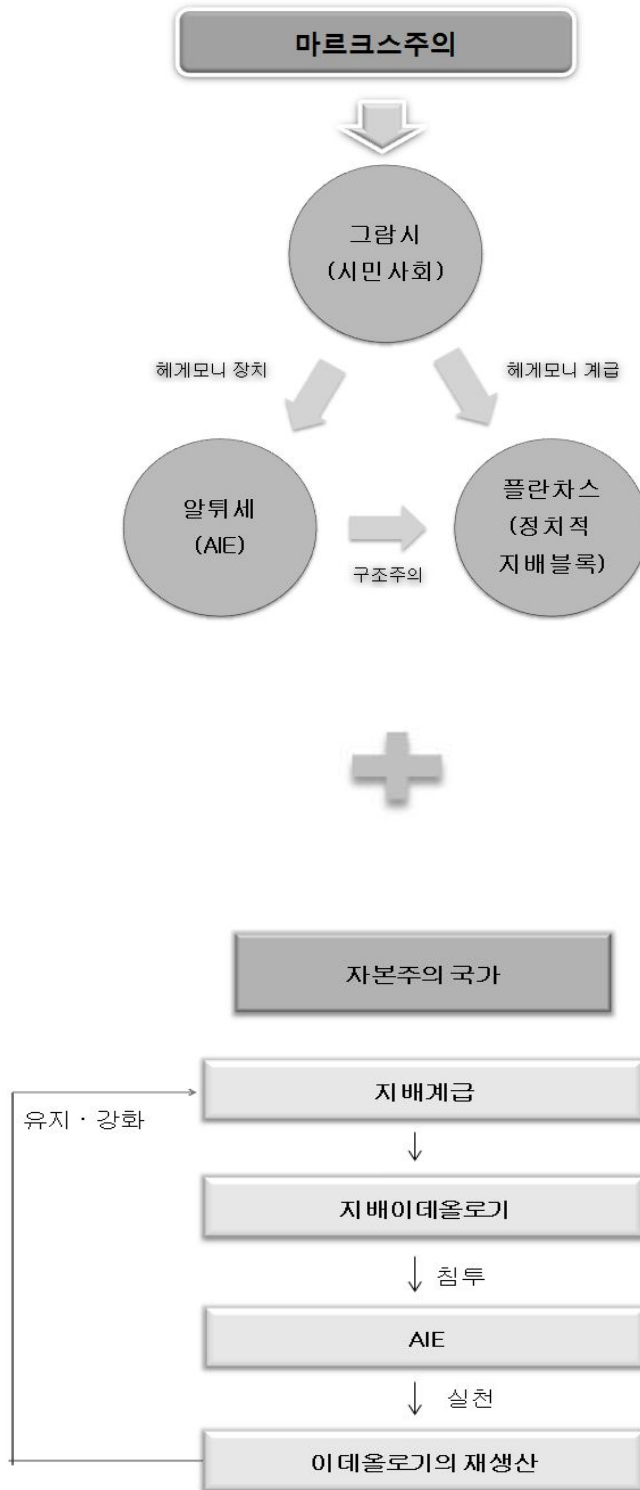 마르크스주의
그람시
(시민사회)
헤게모니 장치
헤게모니 계급
알튀세
(AIE)
구조주의
플란차스
(정치적
지배블록)
자본주의 국가
지배계급
유지 · 강화
지배이데올로기
침투
AIE
실천
이데올로기의 재생산